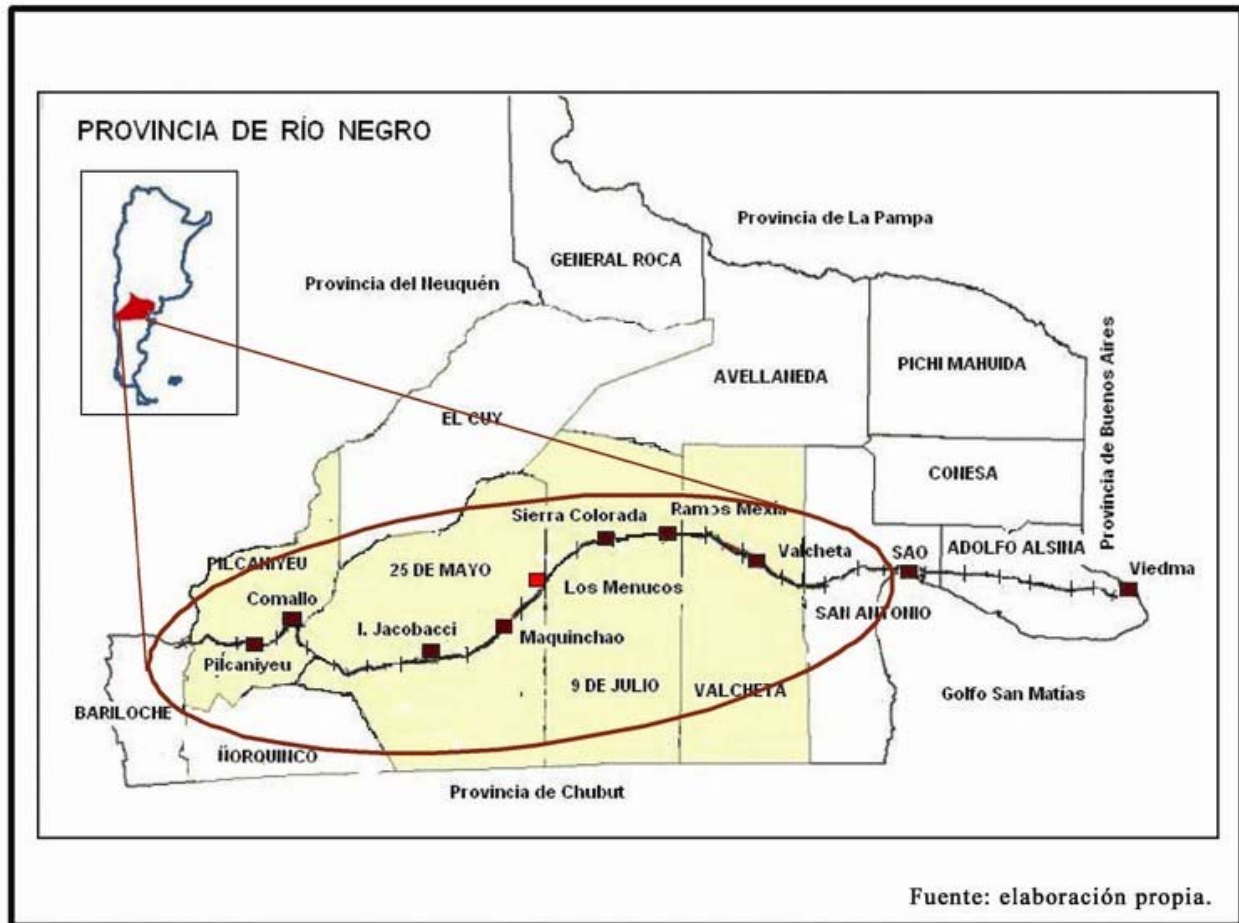 PROVINCIA DE RÍO NEGRO
Provincia de La Pampa
GENERAL ROCA
Provincia del Neuquén
Provincia de Buenos Aires
PICHI MAHUIDA
AVELLANEDA
EL CUY
CONESA
Sierra Colorada
Ramos Mexía
PILCANIYEU
25 DE MAYO
Valcheta
SAO
ADOLFO ALSINA
Viedma
Los Menucos
Comallo
SAN ANTONIO
I. Jacobacci
Maquinchao
Pilcaniyeu
9 DE JULIO
VALCHETA
Golfo San Matías
BARILOCHE
ÑORQUINCO
Provincia de Chubut
Fuente: elaboración propia.